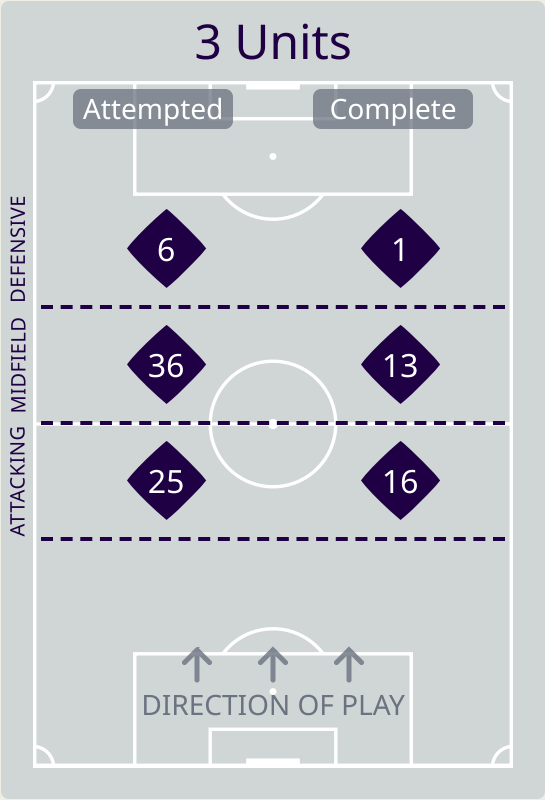 3 Units
Attempted Complete
DEFENSIVE
6 1
MIDFIELD
36 13
ATTACKING
25 16
DIRECTION OF PLAY